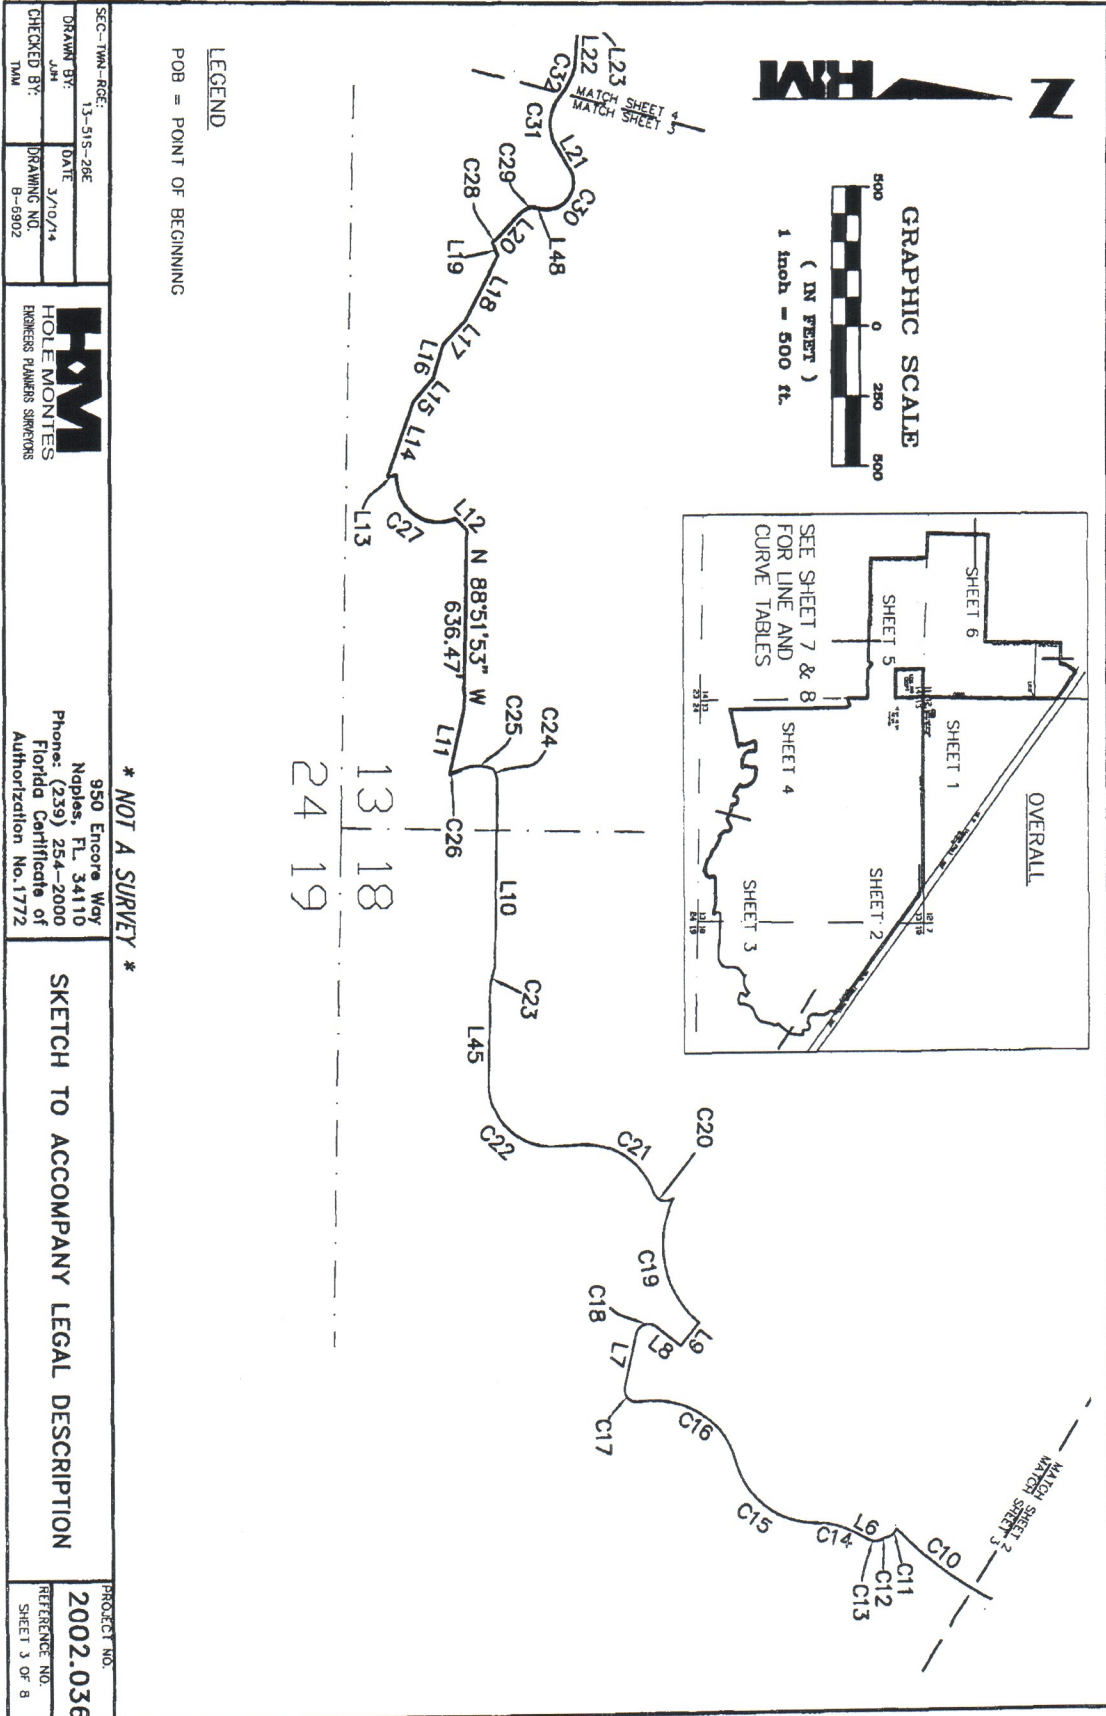 N
HM
GRAPHIC SCALE
500 0 250 500
( IN FEET )
1 inch = 500 ft.
OVERALL
SHEET 6
SHEET 5
SHEET 1
SHEET 4
SHEET 2
SHEET 3
SEE SHEET 7 & 8
FOR LINE AND
CURVE TABLES
MATCH SHEET 2
MATCH SHEET 3
MATCH SHEET 4
MATCH SHEET 3
L23
L22
C32
C31
L21
C30
C29
L48
C28
L20
L19
L18
L17
L16
L15
L14
L13
C27
L12
N 88°51'53" W
636.47'
L11
C25
C24
C26
L10
C23
L45
C22
C21
C20
C19
C18
L9
L8
L7
C17
C16
C15
C14
L6
C13
C12
C11
C10
13 18
24 19
LEGEND
POB = POINT OF BEGINNING
* NOT A SURVEY *
SEC-TWN-RGE:
13-51S-26E
DRAWN BY:
JJH
DATE
3/10/14
CHECKED BY:
TMM
DRAWING NO.
B-6902
HM
HOLE MONTES
ENGINEERS PLANNERS SURVEYORS
950 Encore Way
Naples, FL. 34110
Phone: (239) 254-2000
Florida Certificate of
Authorization No.1772
SKETCH TO ACCOMPANY LEGAL DESCRIPTION
PROJECT NO.
2002.036
REFERENCE NO.
SHEET 3 OF 8